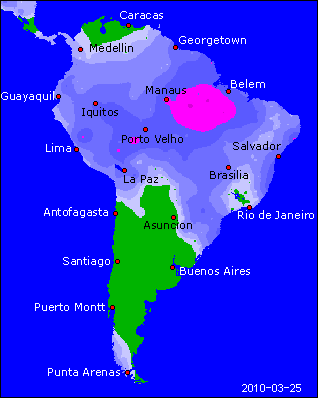 Caracas
Georgetown
Medellin
Belem
Guayaquil
Manaus
Iquitos
Porto Velho
Salvador
Lima
La Paz
Brasilia
Antofagasta
Rio de Janeiro
Asuncion
Santiago
Buenos Aires
Puerto Montt
Punta Arenas
2010-03-25